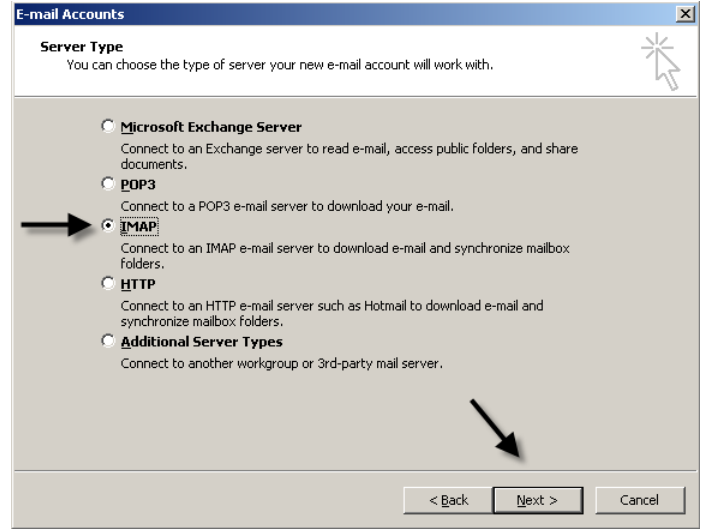 E-mail Accounts
Server Type
You can choose the type of server your new e-mail account will work with.
Microsoft Exchange Server
Connect to an Exchange server to read e-mail, access public folders, and share
documents.
POP3
Connect to a POP3 e-mail server to download your e-mail.
IMAP
Connect to an IMAP e-mail server to download e-mail and synchronize mailbox
folders.
HTTP
Connect to an HTTP e-mail server such as Hotmail to download e-mail and
synchronize mailbox folders.
Additional Server Types
Connect to another workgroup or 3rd-party mail server.
< Back Next > Cancel